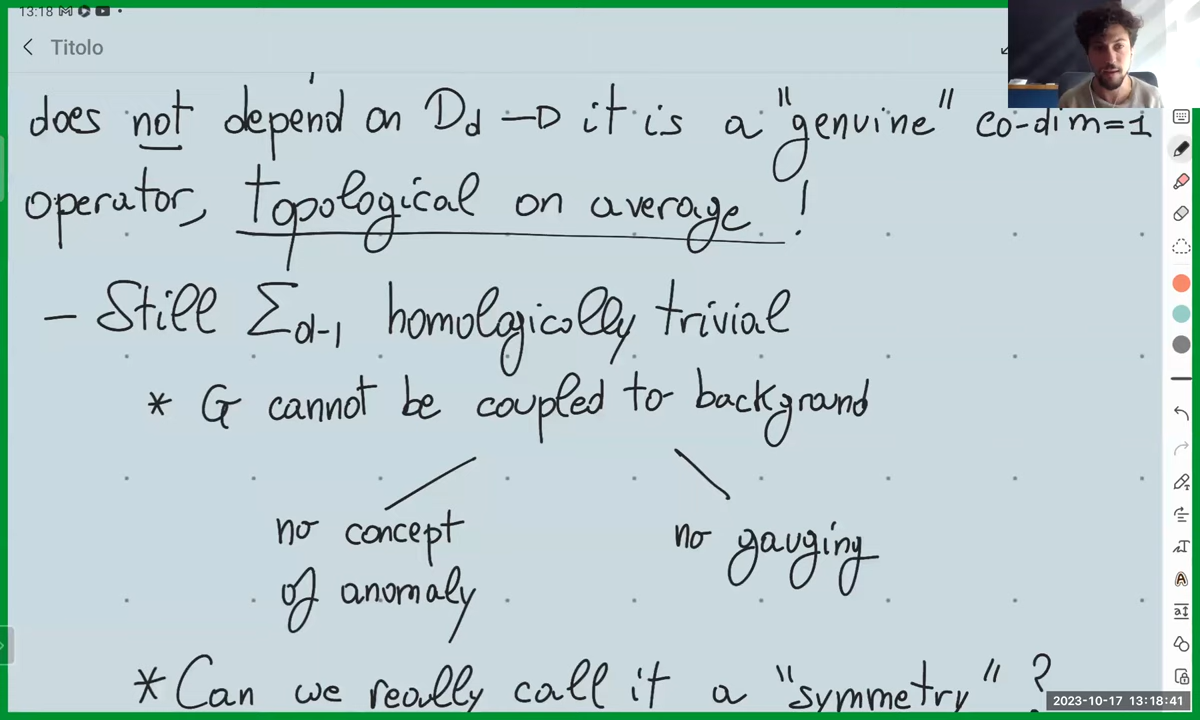 13:18
Titolo
does not depend on D_d → it is a "genuine" co-dim=1
operator, topological on average !
- Still Σ_{d-1} homologically trivial
* G cannot be coupled to backgrand
no concept
of anomaly
no gauging
* Can we really call it a "symmetry" ?
2023-10-17 13:18:41